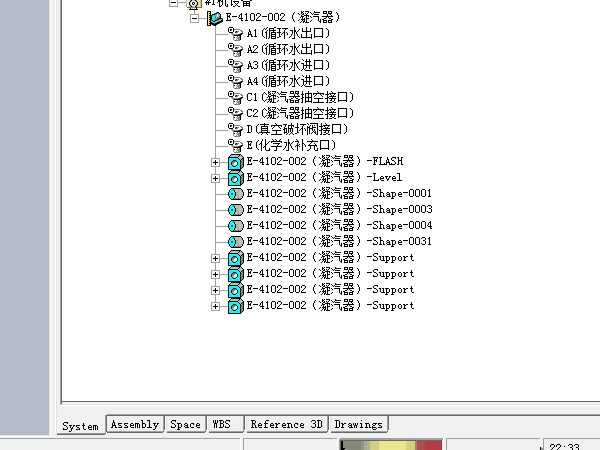 #1机设备
E-4102-002（凝汽器）
A1(循环水出口)
A2(循环水出口)
A3(循环水进口)
A4(循环水进口)
C1(凝汽器抽空接口)
C2(凝汽器抽空接口)
D(真空破坏阀接口)
E(化学水补充口)
E-4102-002（凝汽器）-FLASH
E-4102-002（凝汽器）-Level
E-4102-002（凝汽器）-Shape-0001
E-4102-002（凝汽器）-Shape-0003
E-4102-002（凝汽器）-Shape-0004
E-4102-002（凝汽器）-Shape-0031
E-4102-002（凝汽器）-Support
E-4102-002（凝汽器）-Support
E-4102-002（凝汽器）-Support
E-4102-002（凝汽器）-Support
System Assembly Space WBS Reference 3D Drawings
22:33